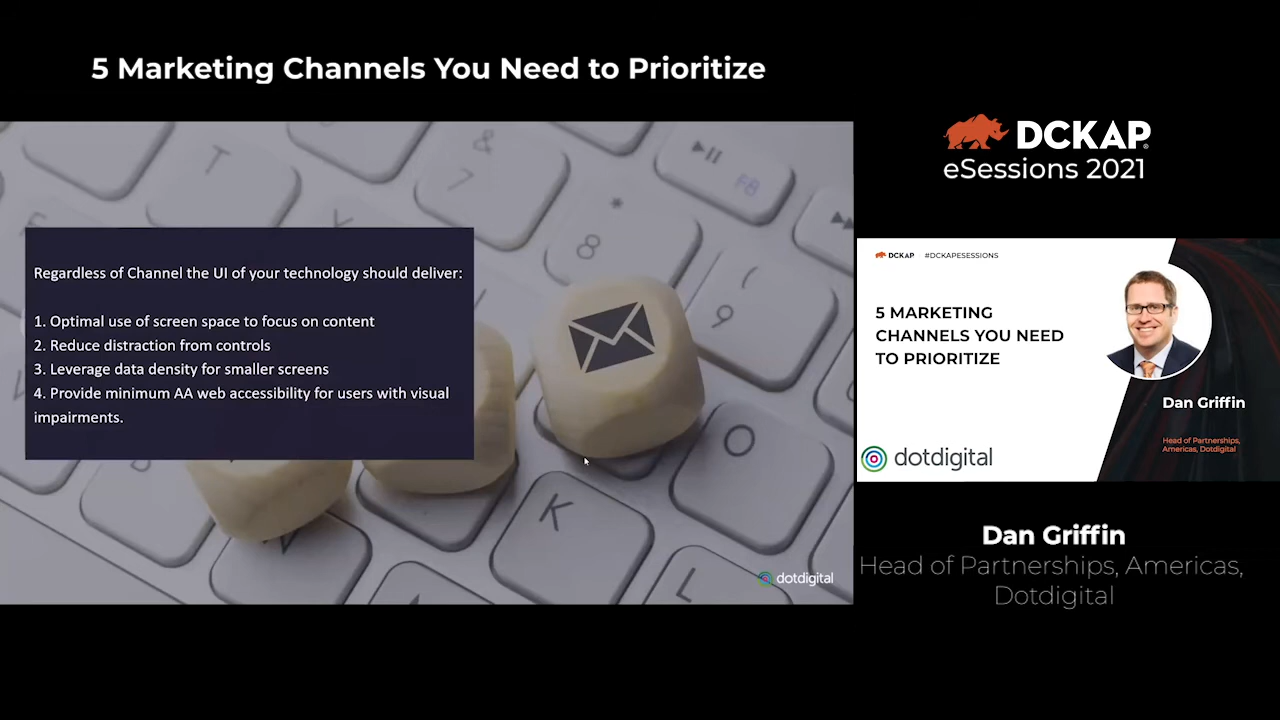 5 Marketing Channels You Need to Prioritize
Regardless of Channel the UI of your technology should deliver:
1. Optimal use of screen space to focus on content
2. Reduce distraction from controls
3. Leverage data density for smaller screens
4. Provide minimum AA web accessibility for users with visual
impairments.
T
&
7
*
8
(
9
F8
O
K
L
dotdigital
DCKAP
eSessions 2021
DCKAP #DCKAPESESSIONS
5 MARKETING
CHANNELS YOU NEED
TO PRIORITIZE
Dan Griffin
Head of Partnerships,
Americas, Dotdigital
dotdigital
Dan Griffin
Head of Partnerships, Americas,
Dotdigital